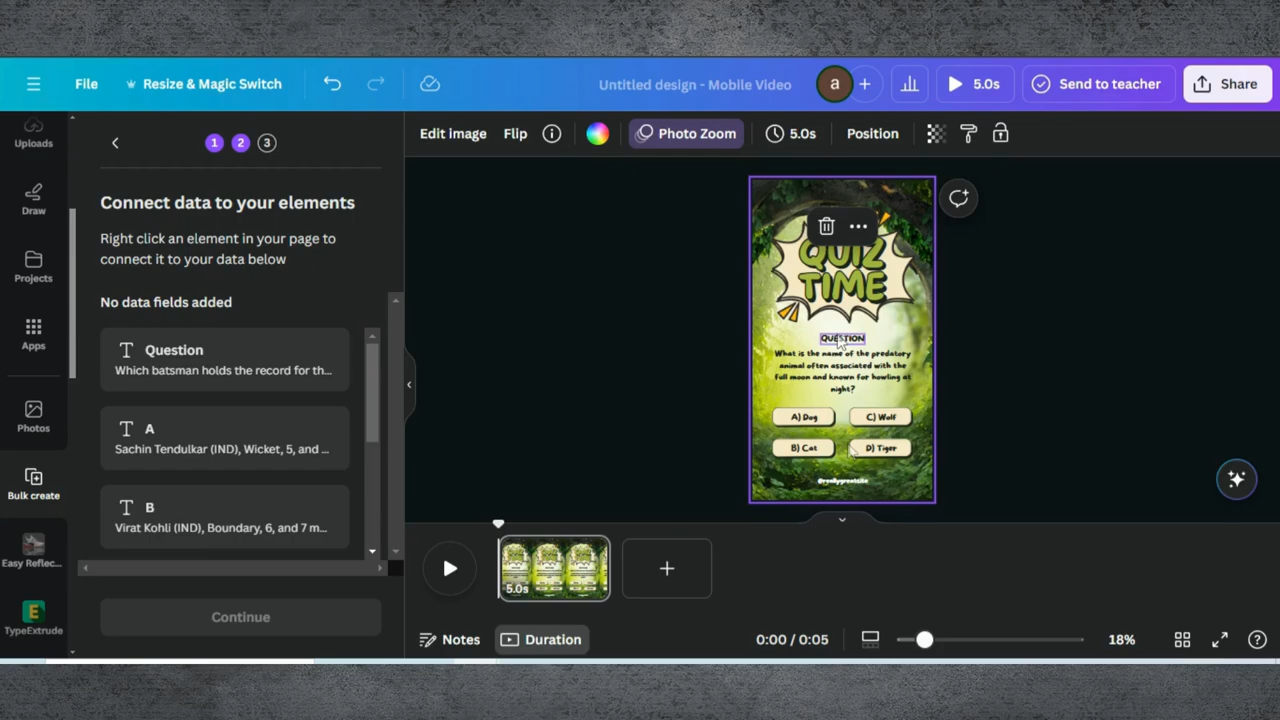 File
Resize & Magic Switch
Untitled design - Mobile Video
a
5.0s
Send to teacher
Share
Uploads
Draw
Projects
Apps
Photos
Bulk create
Easy Reflec...
TypeExtrude
1 2 3
Connect data to your elements
Right click an element in your page to
connect it to your data below
No data fields added
Question
Which batsman holds the record for th...
A
Sachin Tendulkar (IND), Wicket, 5, and ...
B
Virat Kohli (IND), Boundary, 6, and 7 m...
Continue
Edit image
Flip
Photo Zoom
5.0s
Position
QUIZ
TIME
QUESTION
What is the name of the predatory
animal often associated with the
full moon and known for howling at
night?
A) Dog
C) Wolf
B) Cat
D) Tiger
@reallygreatsite
5.0s
Notes
Duration
0:00 / 0:05
18%